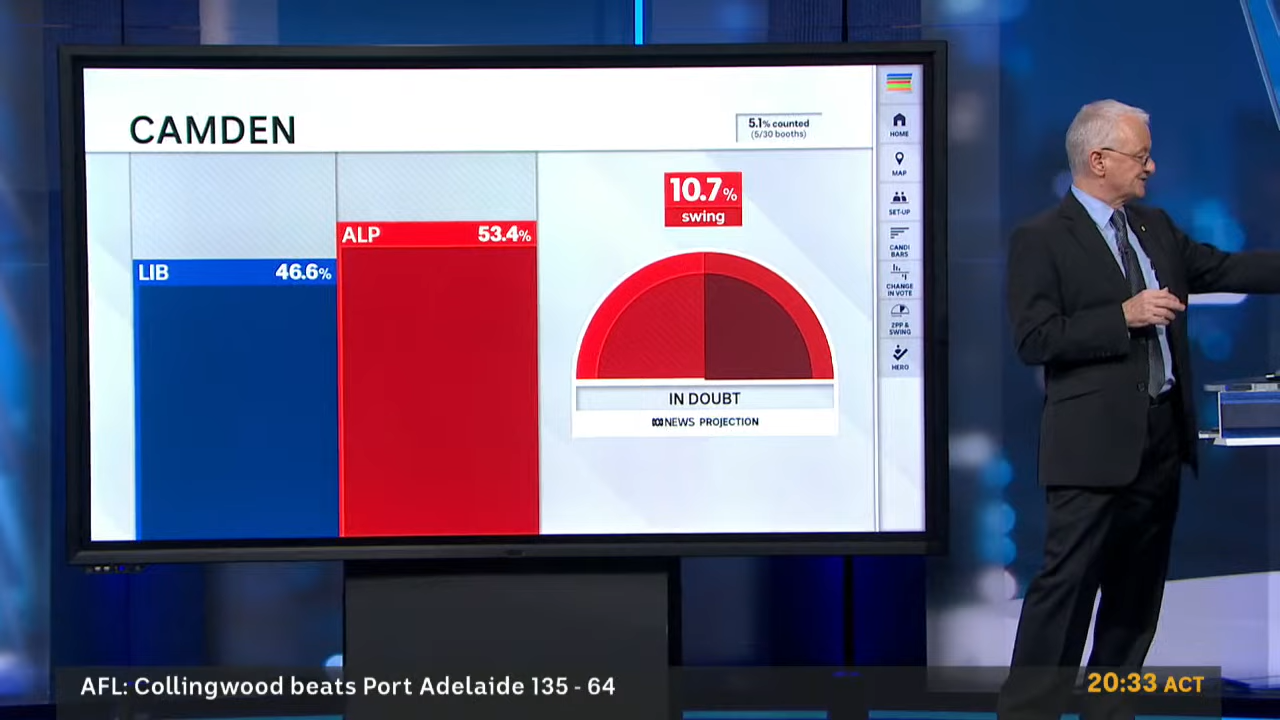 CAMDEN
5.1% counted
(5/30 booths)
LIB 46.6%
ALP 53.4%
10.7%
swing
IN DOUBT
ABC NEWS PROJECTION
HOME
MAP
SET-UP
CANDI
BARS
CHANGE
IN VOTE
2PP &
SWING
HERO
AFL: Collingwood beats Port Adelaide 135 - 64
20:33 ACT